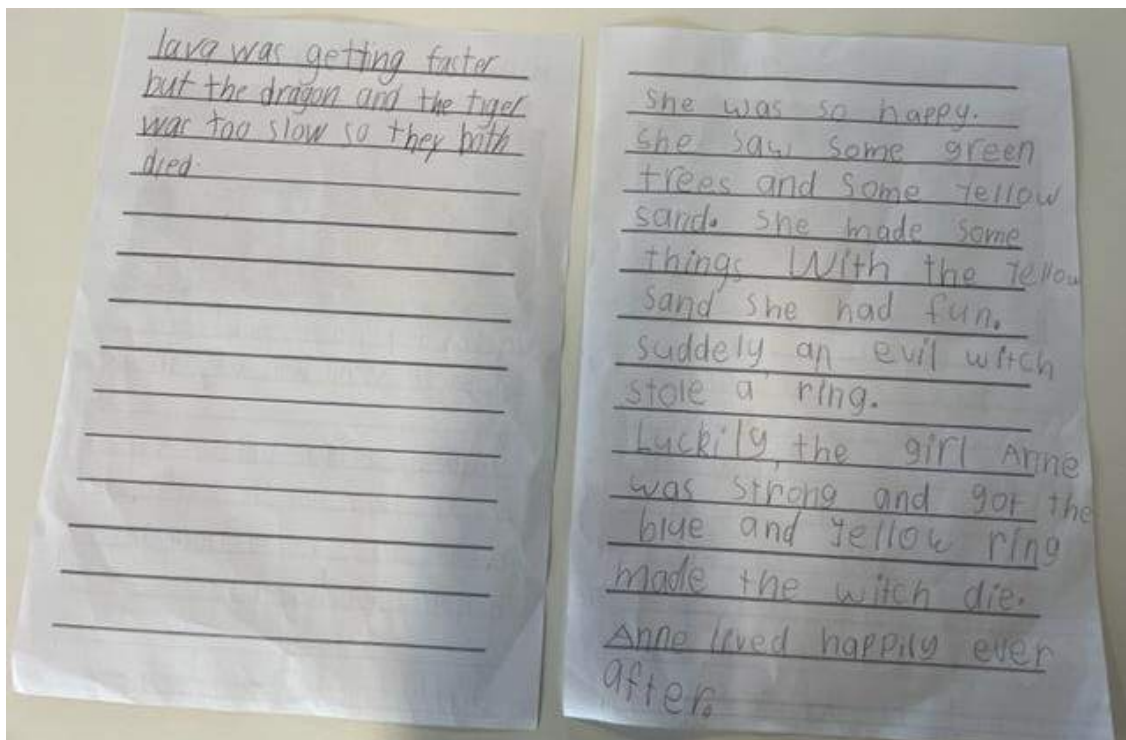 lava was getting faster
but the dragon and the tiger
was too slow so they both
died.
she was so happy.
she saw some green
trees and some yellow
sand. she made some
things With the yellow
sand she had fun.
suddely, an evil witch
stole a ring.
Luckily, the girl Anne
was strong and got the
blue and yellow ring
made the witch die.
Anne lived happily ever
after.